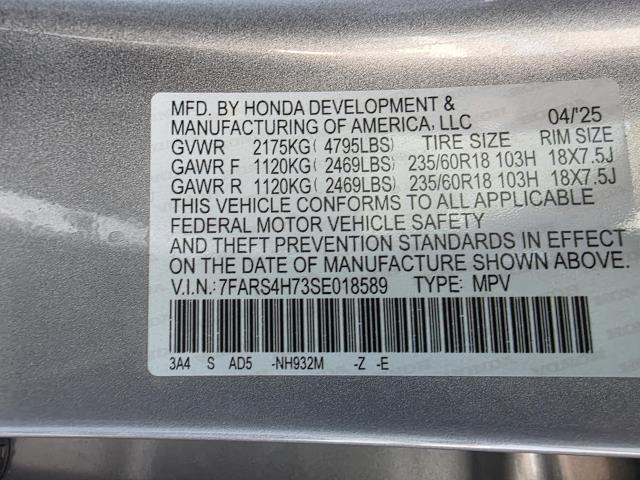 MFD. BY HONDA DEVELOPMENT & 
MANUFACTURING OF AMERICA, LLC 04/'25
GVWR 2175KG( 4795LBS) TIRE SIZE RIM SIZE
GAWR F 1120KG( 2469LBS) 235/60R18 103H 18X7.5J
GAWR R 1120KG( 2469LBS) 235/60R18 103H 18X7.5J
THIS VEHICLE CONFORMS TO ALL APPLICABLE
FEDERAL MOTOR VEHICLE SAFETY
AND THEFT PREVENTION STANDARDS IN EFFECT
ON THE DATE OF MANUFACTURE SHOWN ABOVE.
V.I.N.:7FARS4H73SE018589 TYPE: MPV
3A4 S AD5 -NH932M -Z -E